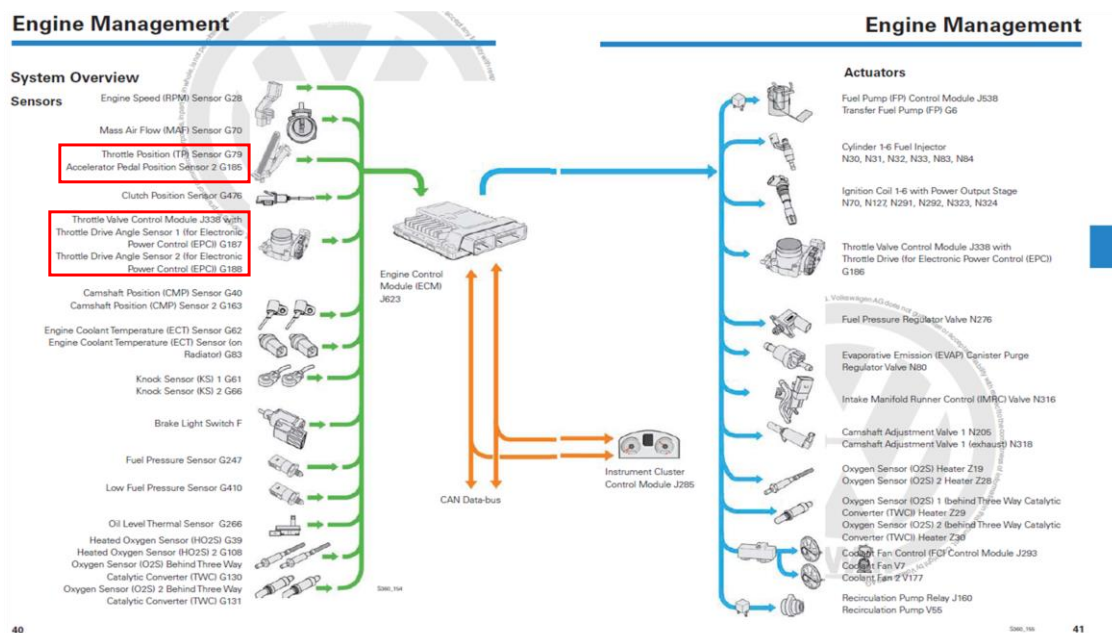 Engine Management
System Overview
Sensors
Engine Speed (RPM) Sensor G28
Mass Air Flow (MAF) Sensor G70
Throttle Position (TP) Sensor G79
Accelerator Pedal Position Sensor 2 G185
Clutch Position Sensor G476
Throttle Valve Control Module J338 with
Throttle Drive Angle Sensor 1 (for Electronic
Power Control (EPC)) G187
Throttle Drive Angle Sensor 2 (for Electronic
Power Control (EPC)) G188
Camshaft Position (CMP) Sensor G40
Camshaft Position (CMP) Sensor 2 G163
Engine Coolant Temperature (ECT) Sensor G62
Engine Coolant Temperature (ECT) Sensor (on
Radiator) G83
Knock Sensor (KS) 1 G61
Knock Sensor (KS) 2 G66
Brake Light Switch F
Fuel Pressure Sensor G247
Low Fuel Pressure Sensor G410
Oil Level Thermal Sensor G266
Heated Oxygen Sensor (HO2S) G39
Heated Oxygen Sensor (HO2S) 2 G108
Oxygen Sensor (O2S) Behind Three Way
Catalytic Converter (TWC) G130
Oxygen Sensor (O2S) 2 Behind Three Way
Catalytic Converter (TWC) G131
S360_164
40
Engine Control
Module (ECM)
J623
CAN Data-bus
Instrument Cluster
Control Module J285
Engine Management
Actuators
Fuel Pump (FP) Control Module J538
Transfer Fuel Pump (FP) G6
Cylinder 1-6 Fuel Injector
N30, N31, N32, N33, N83, N84
Ignition Coil 1-6 with Power Output Stage
N70, N127, N291, N292, N323, N324
Throttle Valve Control Module J338 with
Throttle Drive (for Electronic Power Control (EPC))
G186
Fuel Pressure Regulator Valve N276
Evaporative Emission (EVAP) Canister Purge
Regulator Valve N80
Intake Manifold Runner Control (IMRC) Valve N316
Camshaft Adjustment Valve 1 N205
Camshaft Adjustment Valve 1 (exhaust) N318
Oxygen Sensor (O2S) Heater Z19
Oxygen Sensor (O2S) 2 Heater Z28
Oxygen Sensor (O2S) 1 (behind Three Way Catalytic
Converter (TWC)) Heater Z29
Oxygen Sensor (O2S) 2 (behind Three Way Catalytic
Converter (TWC)) Heater Z30
Coolant Fan Control (FC) Control Module J293
Coolant Fan V7
Coolant Fan 2 V177
Recirculation Pump Relay J160
Recirculation Pump V55
41